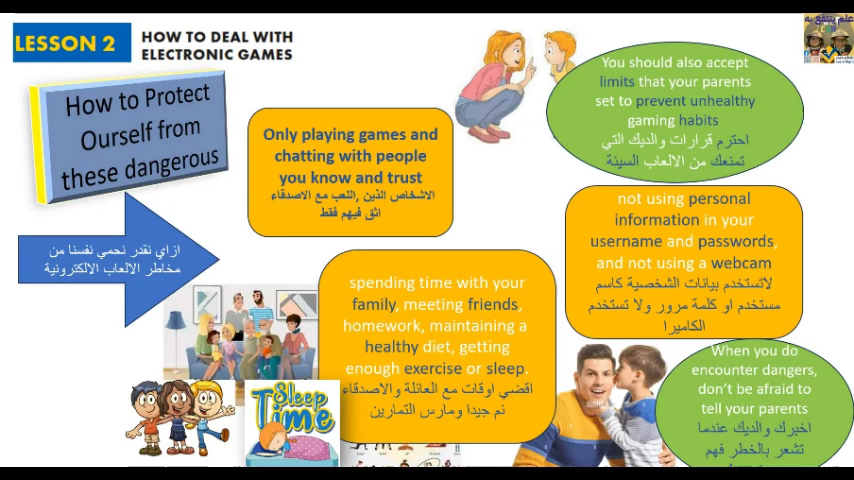 LESSON 2
HOW TO DEAL WITH
ELECTRONIC GAMES
علم ينتفع به
How to Protect
Ourself from
these dangerous
ازاي نقدر نحمي نفسنا من
مخاطر الالعاب الالكترونية
Only playing games and
chatting with people
you know and trust
الاشخاص الذين ,اللعب مع الاصدقاء
اثق فيهم فقط
You should also accept
limits that your parents
set to prevent unhealthy
gaming habits
احترم قرارات والديك التي
تمنعك من الالعاب السيئة
not using personal
information in your
username and passwords,
and not using a webcam
لاتستخدم بيانات الشخصية كاسم
مستخدم او كلمة مرور ولا تستخدم
الكاميرا
spending time with your
family, meeting friends,
homework, maintaining a
healthy diet, getting
enough exercise or sleep.
اقضي اوقات مع العائلة والاصدقاء
نم جيدا ومارس التمارين
Sleep
Time
When you do
encounter dangers,
don't be afraid to
tell your parents
اخبرك والديك عندما
تشعر بالخطر فهم